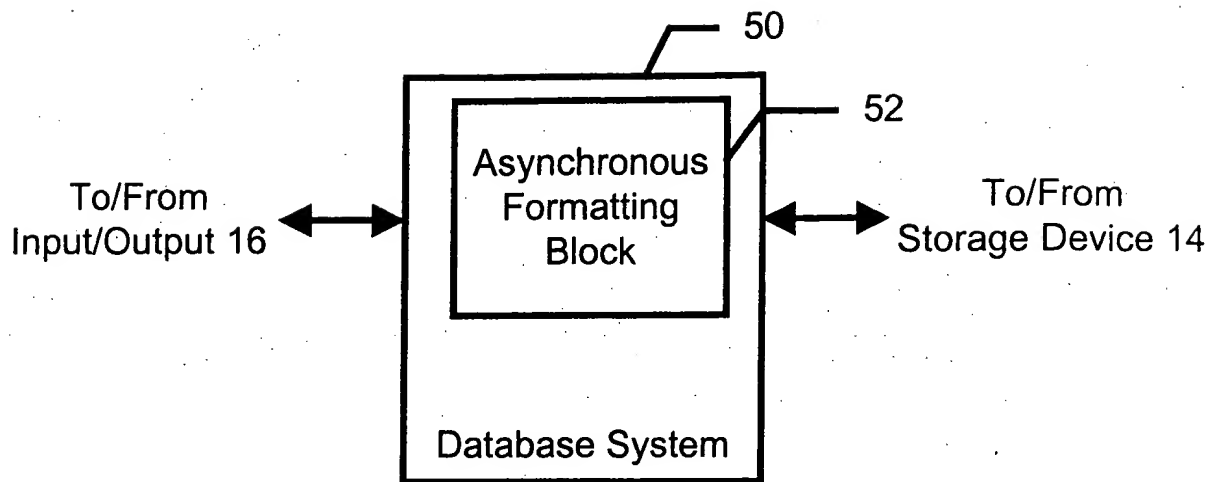 50
52
Asynchronous
Formatting
Block
To/From
Input/Output 16
To/From
Storage Device 14
Database System